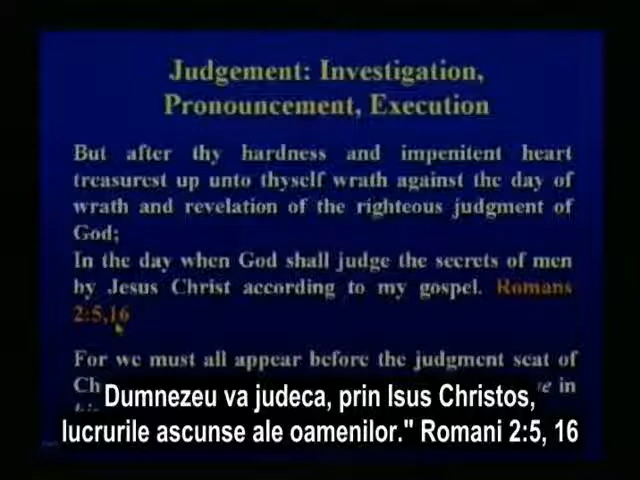 Judgement: Investigation,
Pronouncement, Execution
But after thy hardness and impenitent heart
treasurest up unto thyself wrath against the day of
wrath and revelation of the righteous judgment of
God;
In the day when God shall judge the secrets of men
by Jesus Christ according to my gospel. Romans
2:5,16
For we must all appear before the judgment seat of
Ch in
Dumnezeu va judeca, prin Isus Christos,
lucrurile ascunse ale oamenilor." Romani 2:5, 16